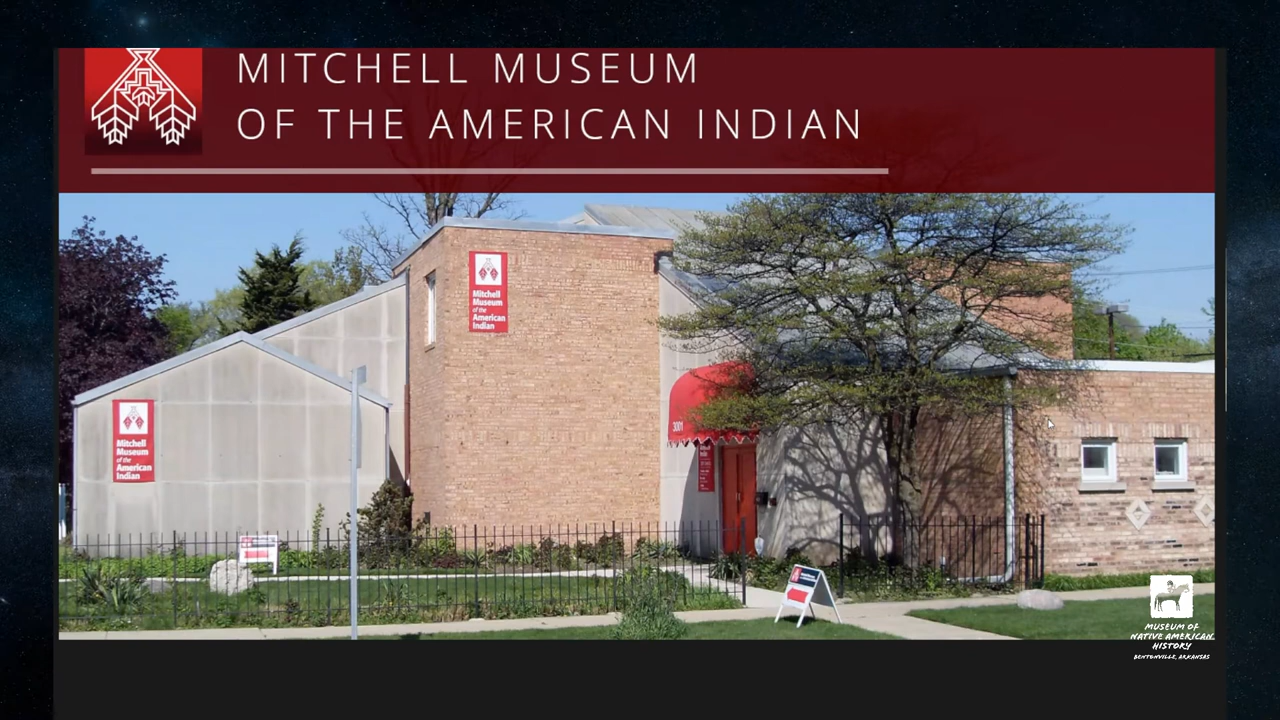 MITCHELL MUSEUM
OF THE AMERICAN INDIAN
Mitchell
Museum
of the
American
Indian
Mitchell
Museum
of the
American
Indian
3001
MUSEUM OF
NATIVE AMERICAN
HISTORY
BENTONVILLE, ARKANSAS